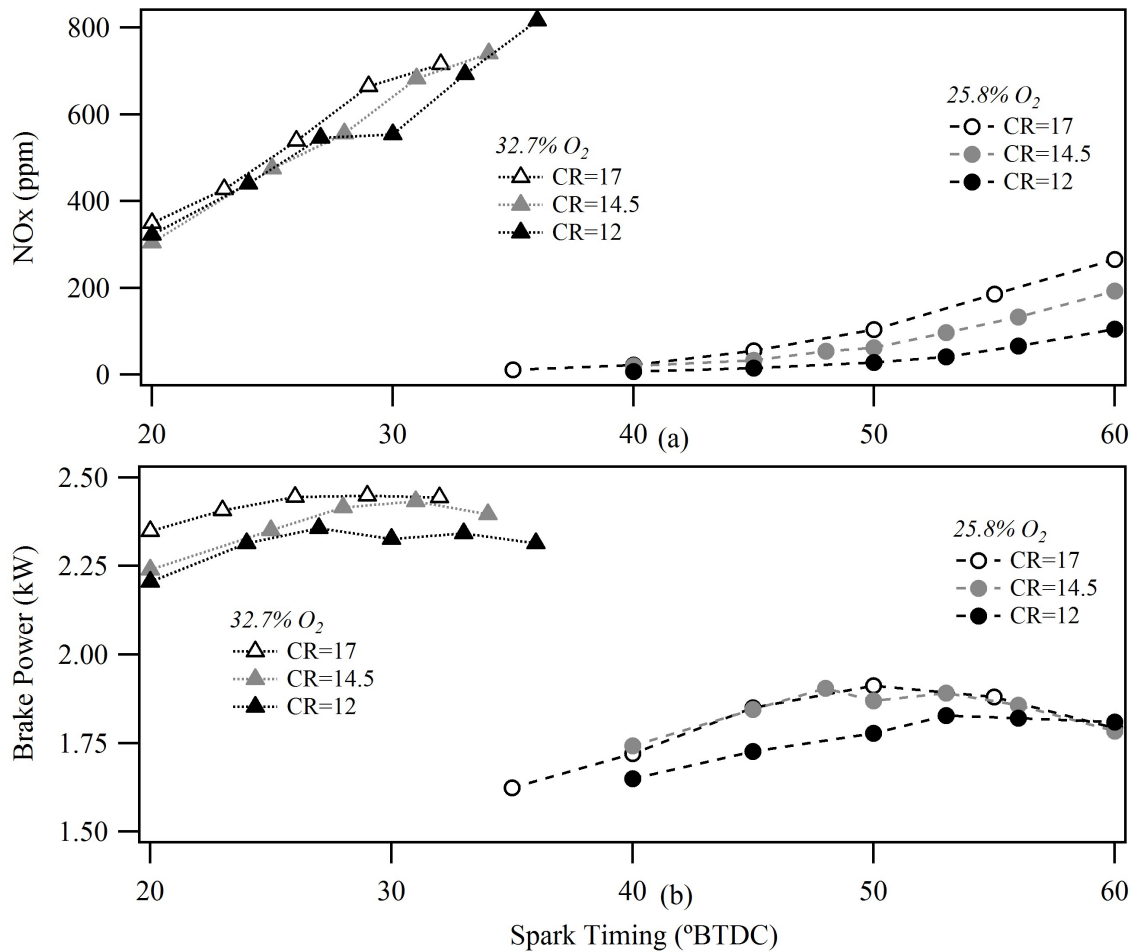 800
600
400
200
0
NOx (ppm)
25.8% O2
CR=17
CR=14.5
CR=12
32.7% O2
CR=17
CR=14.5
CR=12
20
30
40
50
60
(a)
2.50
2.25
2.00
1.75
1.50
Brake Power (kW)
25.8% O2
CR=17
CR=14.5
CR=12
32.7% O2
CR=17
CR=14.5
CR=12
20
30
40
50
60
(b)
Spark Timing (ºBTDC)